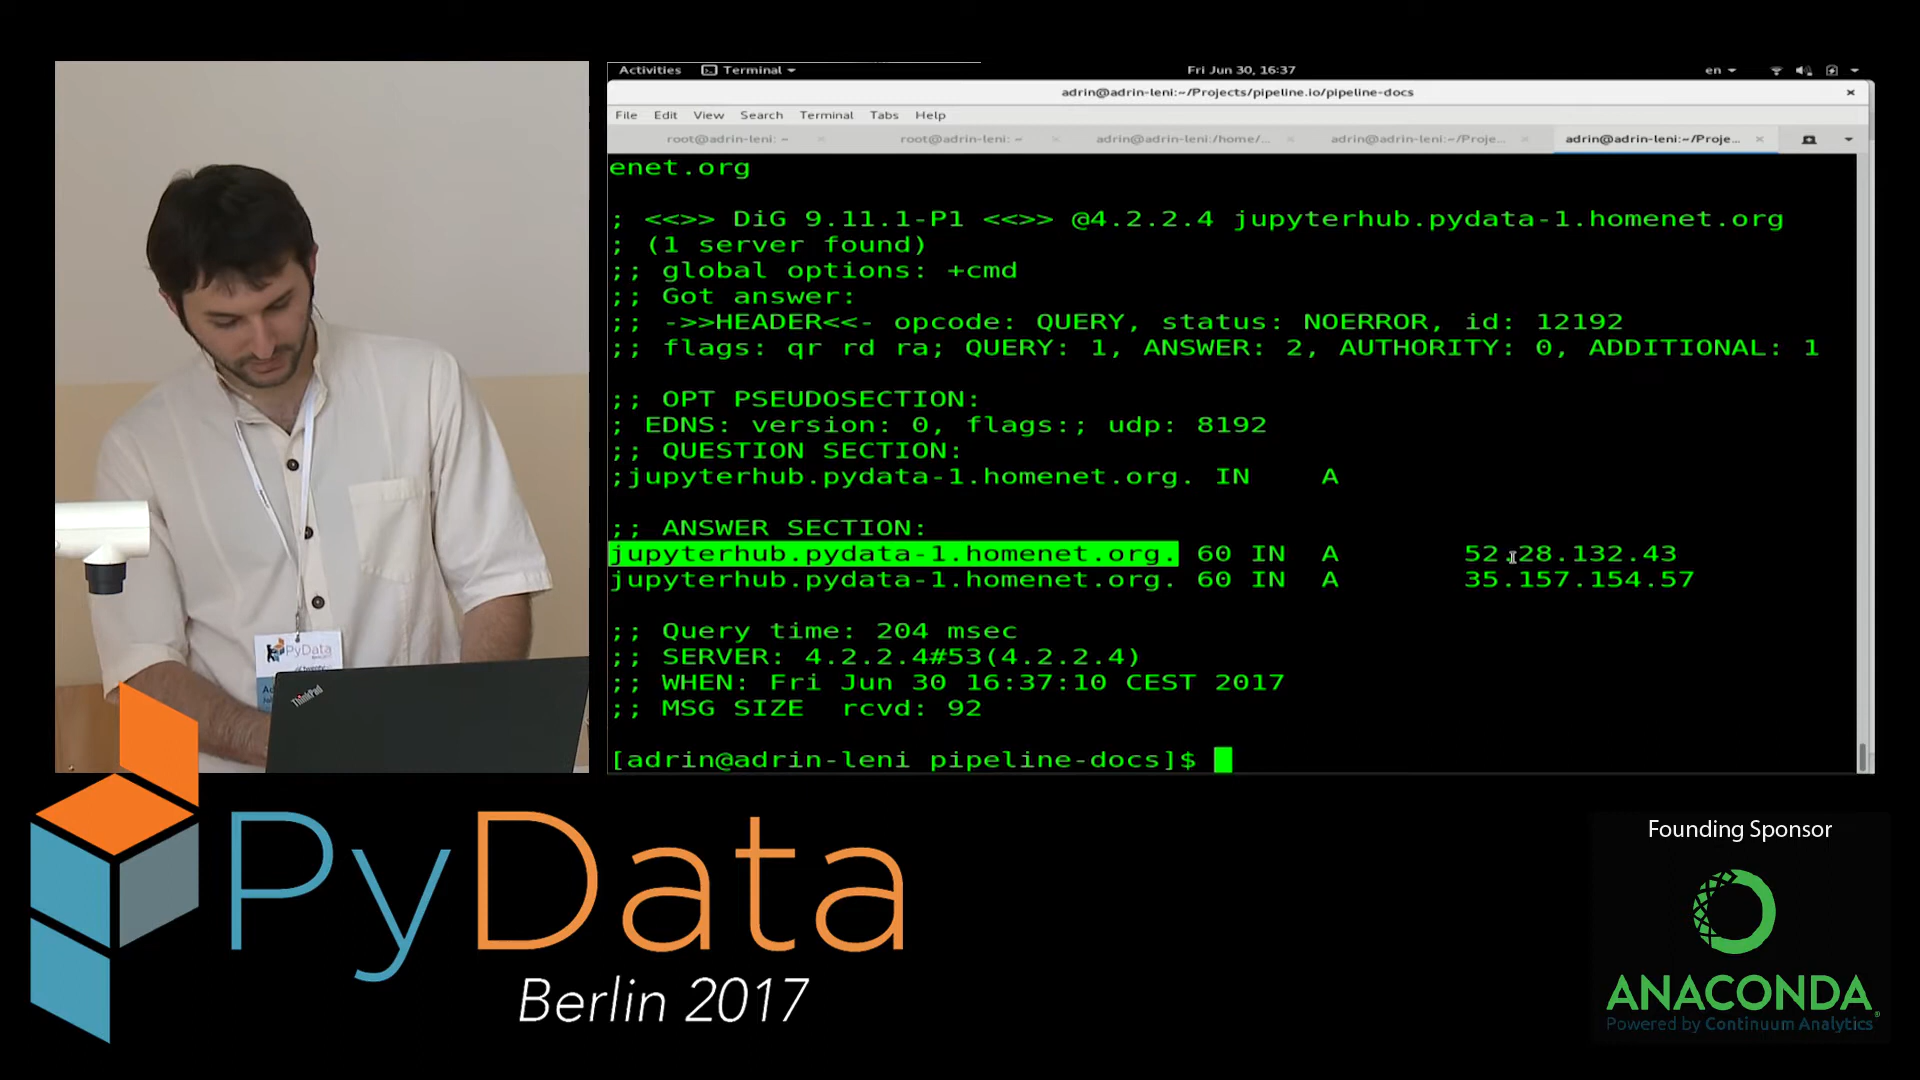 Activities Terminal Fri Jun 30, 16:37 en
adrin@adrin-leni:~/Projects/pipeline.io/pipeline-docs
File Edit View Search Terminal Tabs Help
root@adrin-leni: ~ root@adrin-leni: ~ adrin@adrin-leni:/home/... adrin@adrin-leni:~/Proje... adrin@adrin-leni:~/Proje...
enet.org
; <<>> DiG 9.11.1-P1 <<>> @4.2.2.4 jupyterhub.pydata-1.homenet.org
; (1 server found)
;; global options: +cmd
;; Got answer:
;; ->>HEADER<<- opcode: QUERY, status: NOERROR, id: 12192
;; flags: qr rd ra; QUERY: 1, ANSWER: 2, AUTHORITY: 0, ADDITIONAL: 1
;; OPT PSEUDOSECTION:
; EDNS: version: 0, flags:; udp: 8192
;; QUESTION SECTION:
;jupyterhub.pydata-1.homenet.org. IN A
;; ANSWER SECTION:
jupyterhub.pydata-1.homenet.org. 60 IN A 52.28.132.43
jupyterhub.pydata-1.homenet.org. 60 IN A 35.157.154.57
;; Query time: 204 msec
;; SERVER: 4.2.2.4#53(4.2.2.4)
;; WHEN: Fri Jun 30 16:37:10 CEST 2017
;; MSG SIZE rcvd: 92
[adrin@adrin-leni pipeline-docs]$
PyData
ThinkPad
PyData
Berlin 2017
Founding Sponsor
ANACONDA
Powered by Continuum Analytics